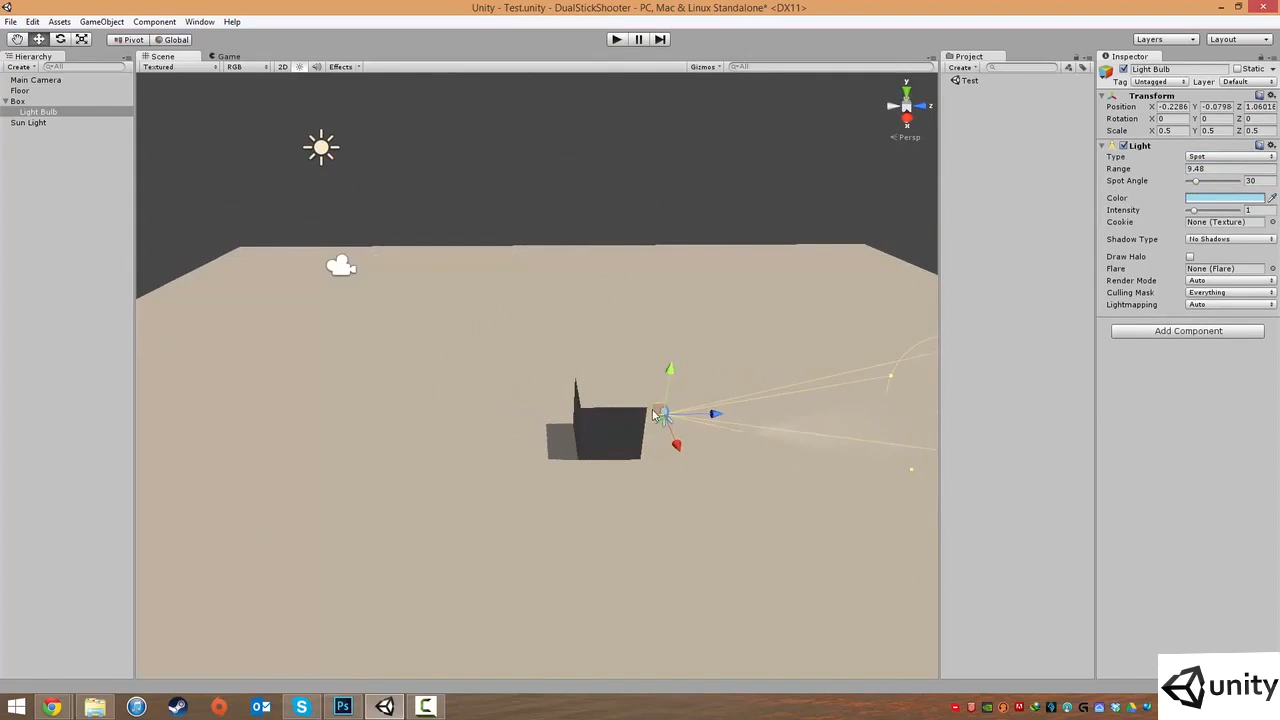 Unity - Test.unity - DualStickShooter - PC, Mac & Linux Standalone* <DX11>
File Edit Assets GameObject Component Window Help
Pivot Global Layers Layout
Hierarchy Scene Game Project Inspector
Create All Textured RGB 2D Effects Gizmos All Create Light Bulb Static
Tag Untagged Layer Default
Main Camera
Floor
Box
Light Bulb
Sun Light
Test
y
z
x
Persp
Transform
Position X -0.2286 Y -0.0798 Z 1.06018
Rotation X 0 Y 0 Z 0
Scale X 0.5 Y 0.5 Z 0.5
Light
Type Spot
Range 9.48
Spot Angle 30
Color
Intensity 1
Cookie None (Texture)
Shadow Type No Shadows
Draw Halo
Flare None (Flare)
Render Mode Auto
Culling Mask Everything
Lightmapping Auto
Add Component
unity
Ps